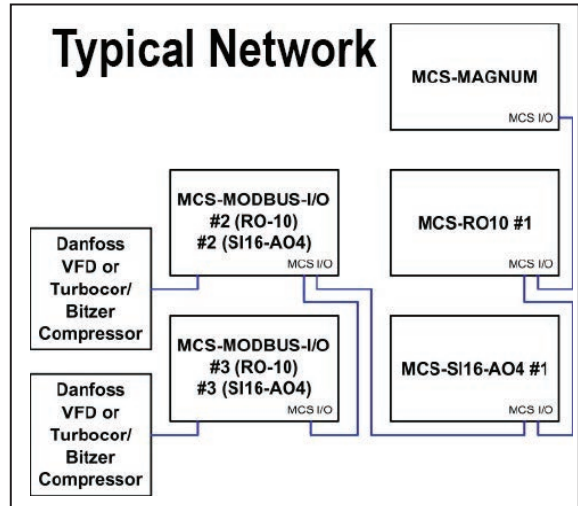 Typical Network
MCS-MAGNUM
MCS I/O
MCS-MODBUS-I/O
#2 (RO-10)
#2 (SI16-AO4)
MCS I/O
MCS-RO10 #1
MCS I/O
Danfoss
VFD or
Turbocor/
Bitzer
Compressor
MCS-MODBUS-I/O
#3 (RO-10)
#3 (SI16-AO4)
MCS I/O
MCS-SI16-AO4 #1
MCS I/O
Danfoss
VFD or
Turbocor/
Bitzer
Compressor